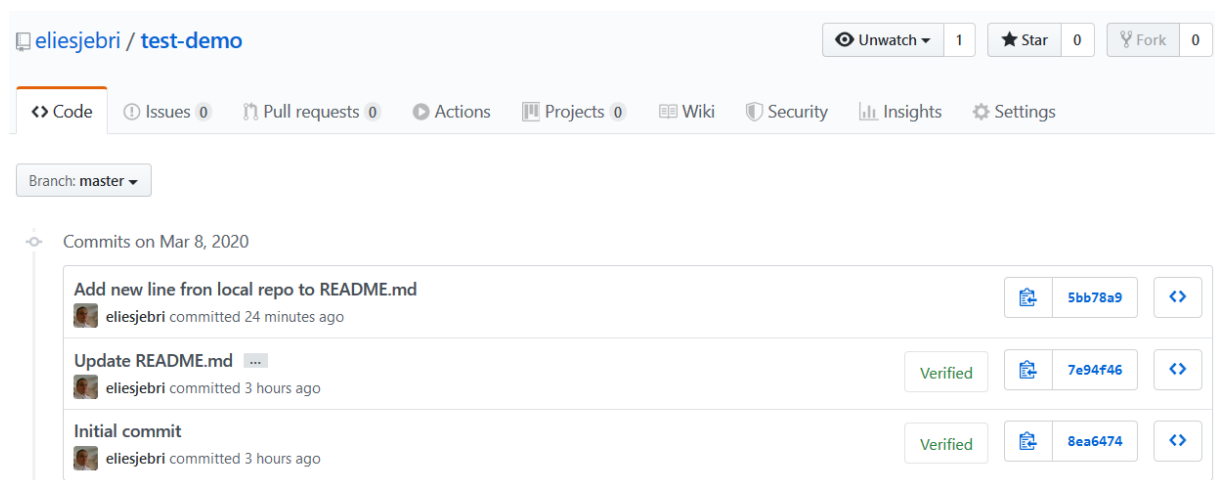 eliesjebri / test-demo
Unwatch 1 Star 0 Fork 0
Code Issues 0 Pull requests 0 Actions Projects 0 Wiki Security Insights Settings
Branch: master
Commits on Mar 8, 2020
Add new line fron local repo to README.md
eliesjebri committed 24 minutes ago
5bb78a9
Update README.md ...
eliesjebri committed 3 hours ago
Verified 7e94f46
Initial commit
eliesjebri committed 3 hours ago
Verified 8ea6474